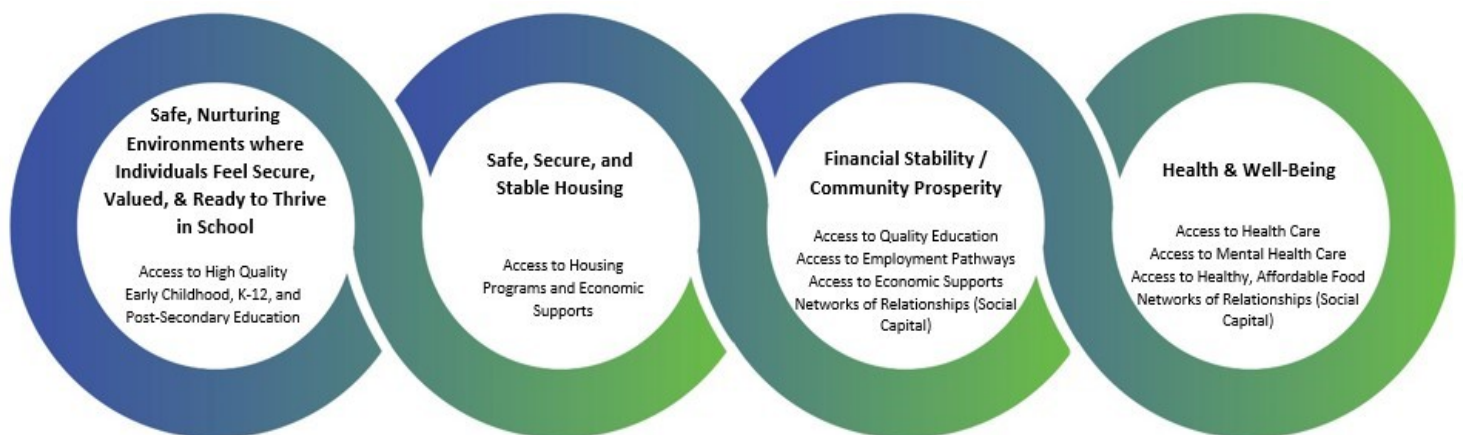 Safe, Nurturing
Environments where
Individuals Feel Secure,
Valued, & Ready to Thrive
in School
Access to High Quality
Early Childhood, K-12, and
Post-Secondary Education
Safe, Secure, and
Stable Housing
Access to Housing
Programs and Economic
Supports
Financial Stability /
Community Prosperity
Access to Quality Education
Access to Employment Pathways
Access to Economic Supports
Networks of Relationships (Social
Capital)
Health & Well-Being
Access to Health Care
Access to Mental Health Care
Access to Healthy, Affordable Food
Networks of Relationships (Social
Capital)